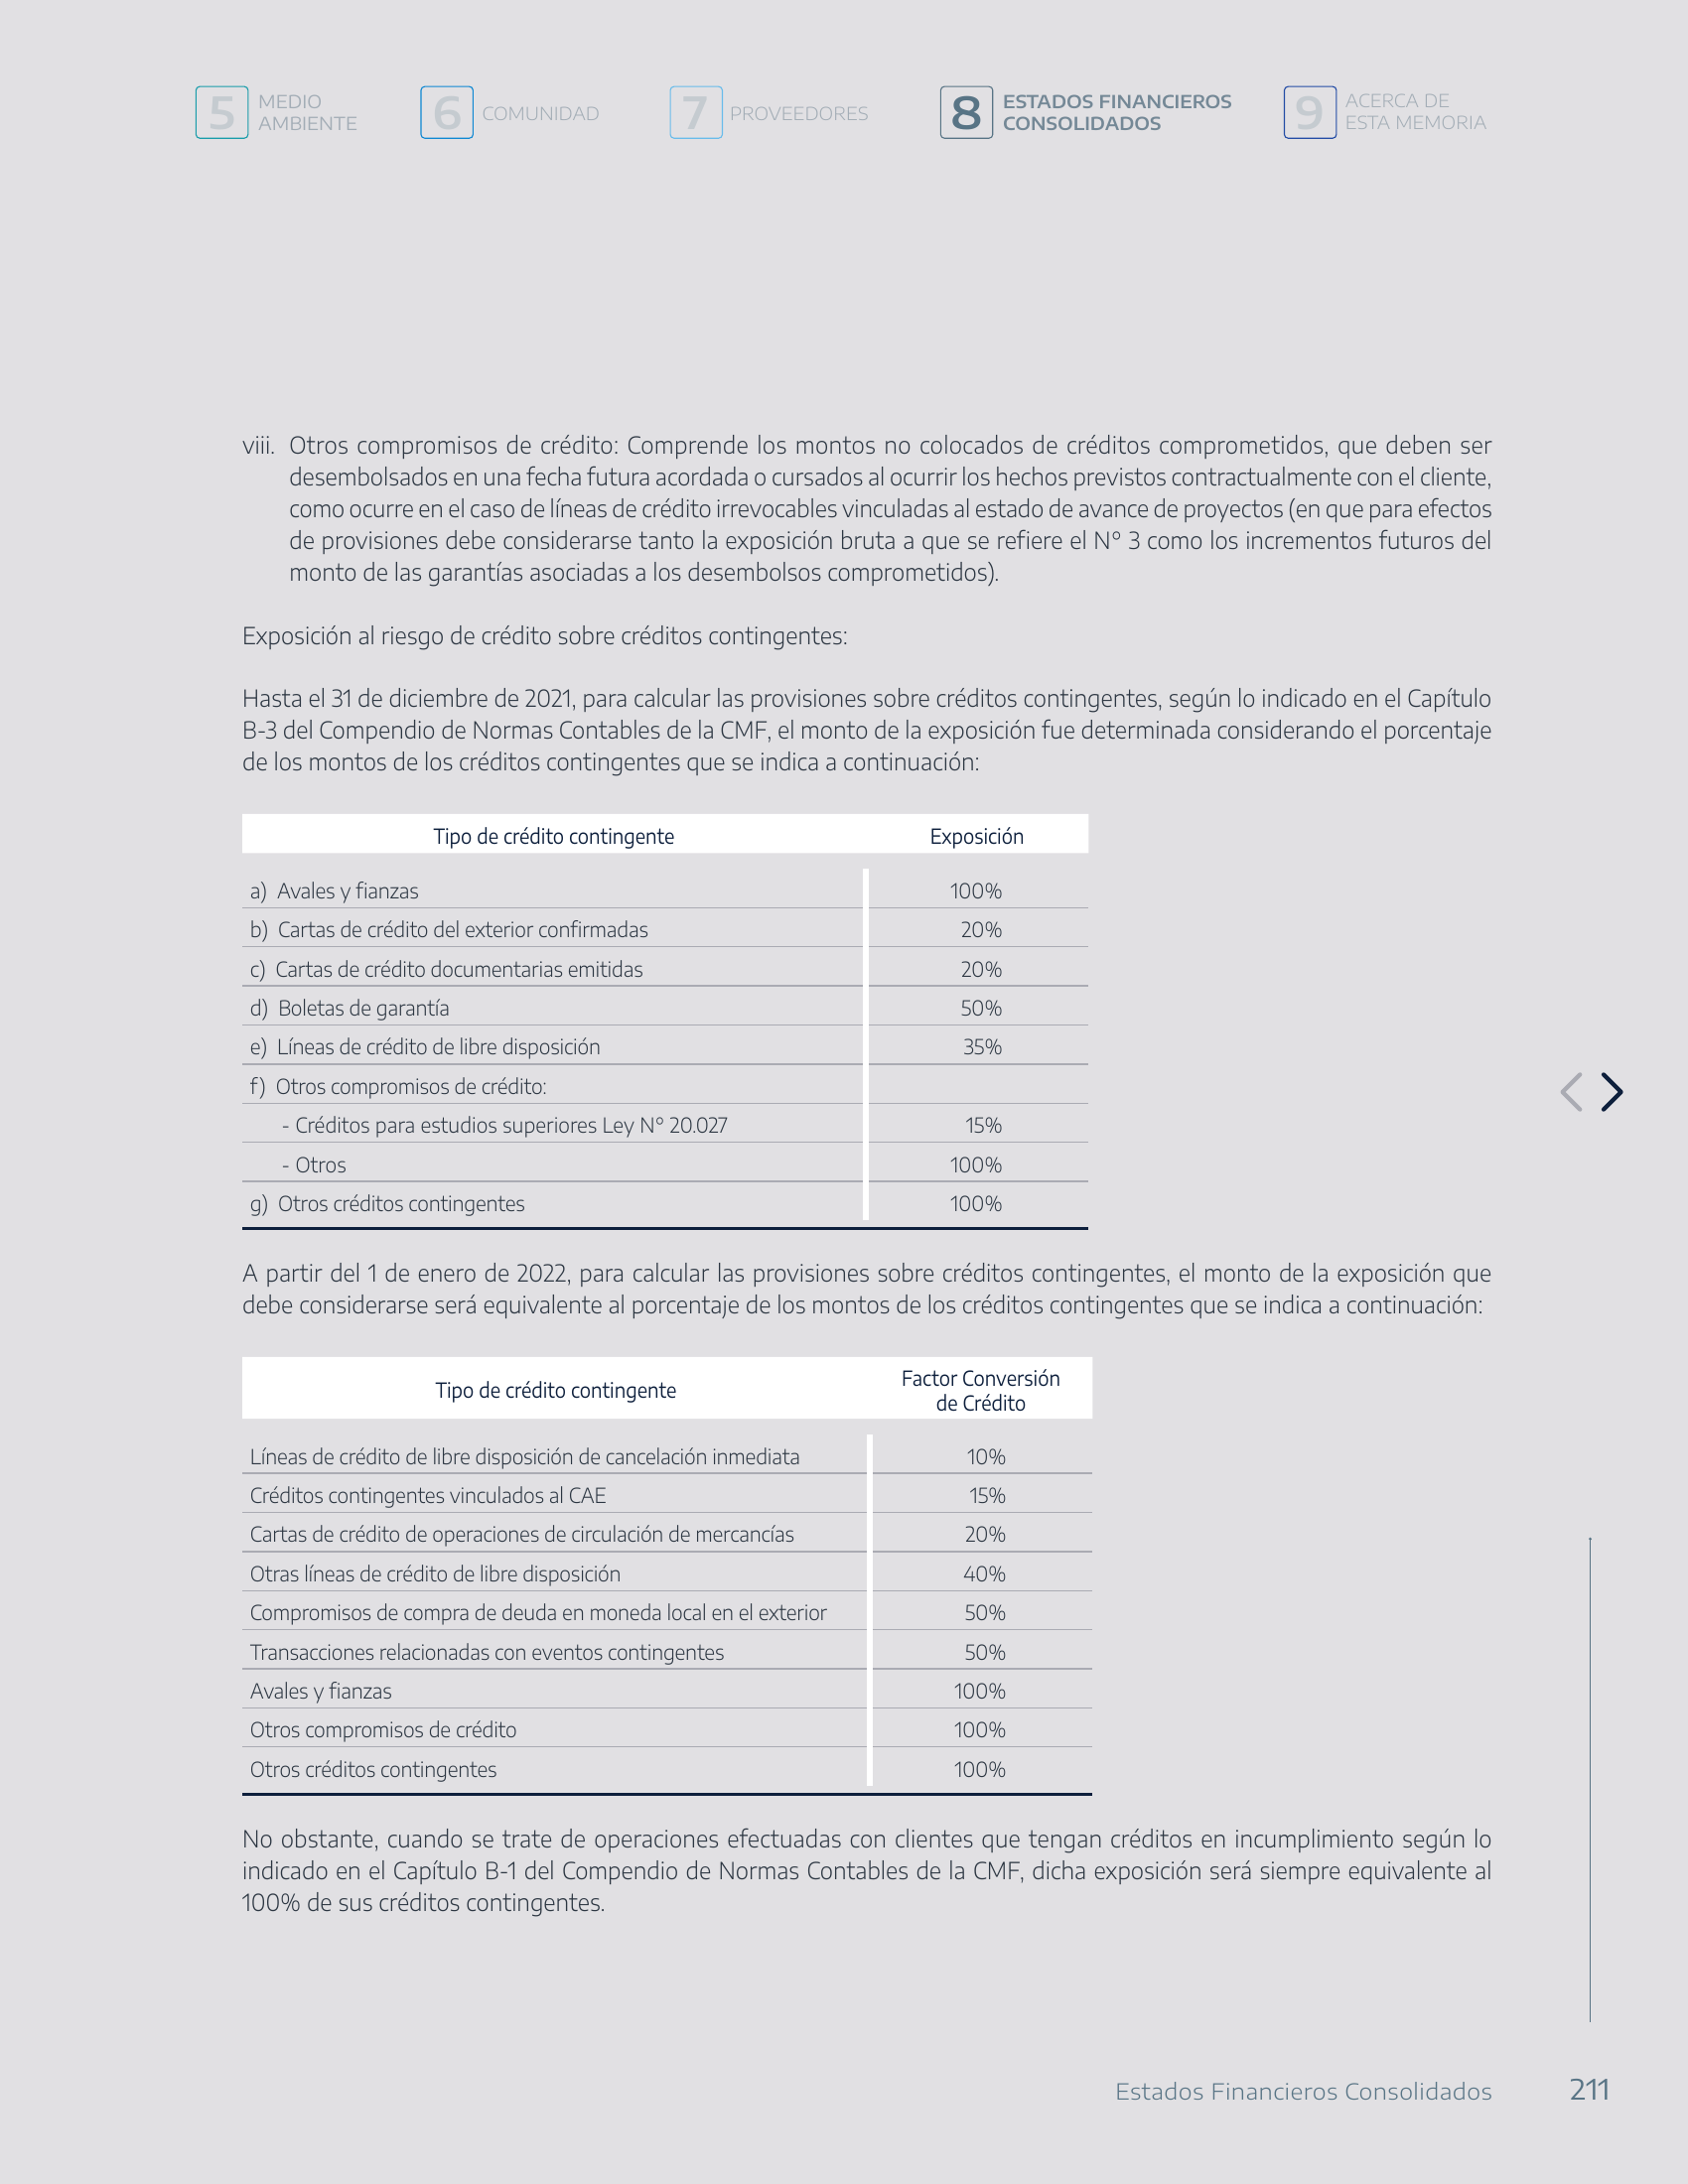 5 MEDIO AMBIENTE
6 COMUNIDAD
7 PROVEEDORES
8 ESTADOS FINANCIEROS CONSOLIDADOS
9 ACERCA DE ESTA MEMORIA
viii. Otros compromisos de crédito: Comprende los montos no colocados de créditos comprometidos, que deben ser
desembolsados en una fecha futura acordada o cursados al ocurrir los hechos previstos contractualmente con el cliente,
como ocurre en el caso de líneas de crédito irrevocables vinculadas al estado de avance de proyectos (en que para efectos
de provisiones debe considerarse tanto la exposición bruta a que se refiere el N° 3 como los incrementos futuros del
monto de las garantías asociadas a los desembolsos comprometidos).
Exposición al riesgo de crédito sobre créditos contingentes:
Hasta el 31 de diciembre de 2021, para calcular las provisiones sobre créditos contingentes, según lo indicado en el Capítulo
B-3 del Compendio de Normas Contables de la CMF, el monto de la exposición fue determinada considerando el porcentaje
de los montos de los créditos contingentes que se indica a continuación:
Tipo de crédito contingente Exposición
a) Avales y fianzas 100%
b) Cartas de crédito del exterior confirmadas 20%
c) Cartas de crédito documentarias emitidas 20%
d) Boletas de garantía 50%
e) Líneas de crédito de libre disposición 35%
f) Otros compromisos de crédito:
- Créditos para estudios superiores Ley N° 20.027 15%
- Otros 100%
g) Otros créditos contingentes 100%
A partir del 1 de enero de 2022, para calcular las provisiones sobre créditos contingentes, el monto de la exposición que
debe considerarse será equivalente al porcentaje de los montos de los créditos contingentes que se indica a continuación:
Tipo de crédito contingente Factor Conversión de Crédito
Líneas de crédito de libre disposición de cancelación inmediata 10%
Créditos contingentes vinculados al CAE 15%
Cartas de crédito de operaciones de circulación de mercancías 20%
Otras líneas de crédito de libre disposición 40%
Compromisos de compra de deuda en moneda local en el exterior 50%
Transacciones relacionadas con eventos contingentes 50%
Avales y fianzas 100%
Otros compromisos de crédito 100%
Otros créditos contingentes 100%
No obstante, cuando se trate de operaciones efectuadas con clientes que tengan créditos en incumplimiento según lo
indicado en el Capítulo B-1 del Compendio de Normas Contables de la CMF, dicha exposición será siempre equivalente al
100% de sus créditos contingentes.
Estados Financieros Consolidados 211